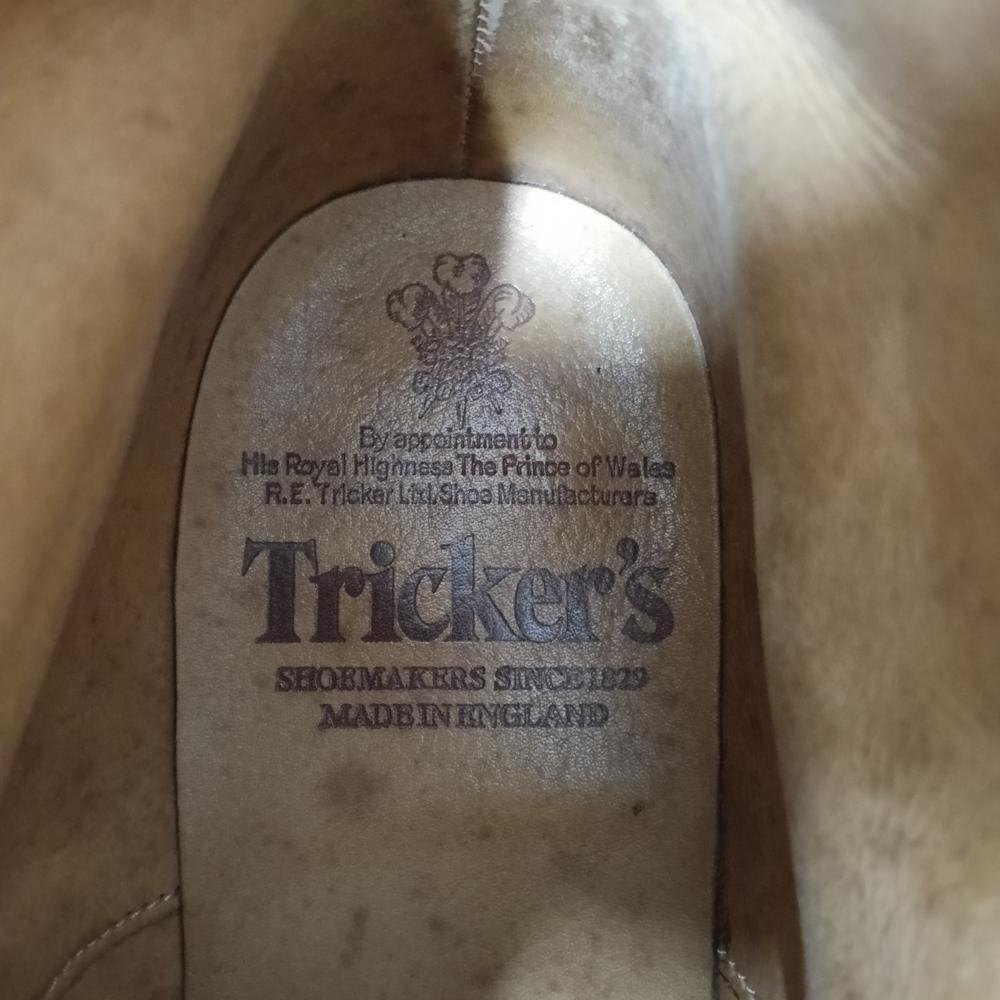 By appointment to
His Royal Highness The Prince of Wales
R.E. Tricker Ltd. Shoe Manufacturers
Tricker's
SHOEMAKERS SINCE 1829
MADE IN ENGLAND